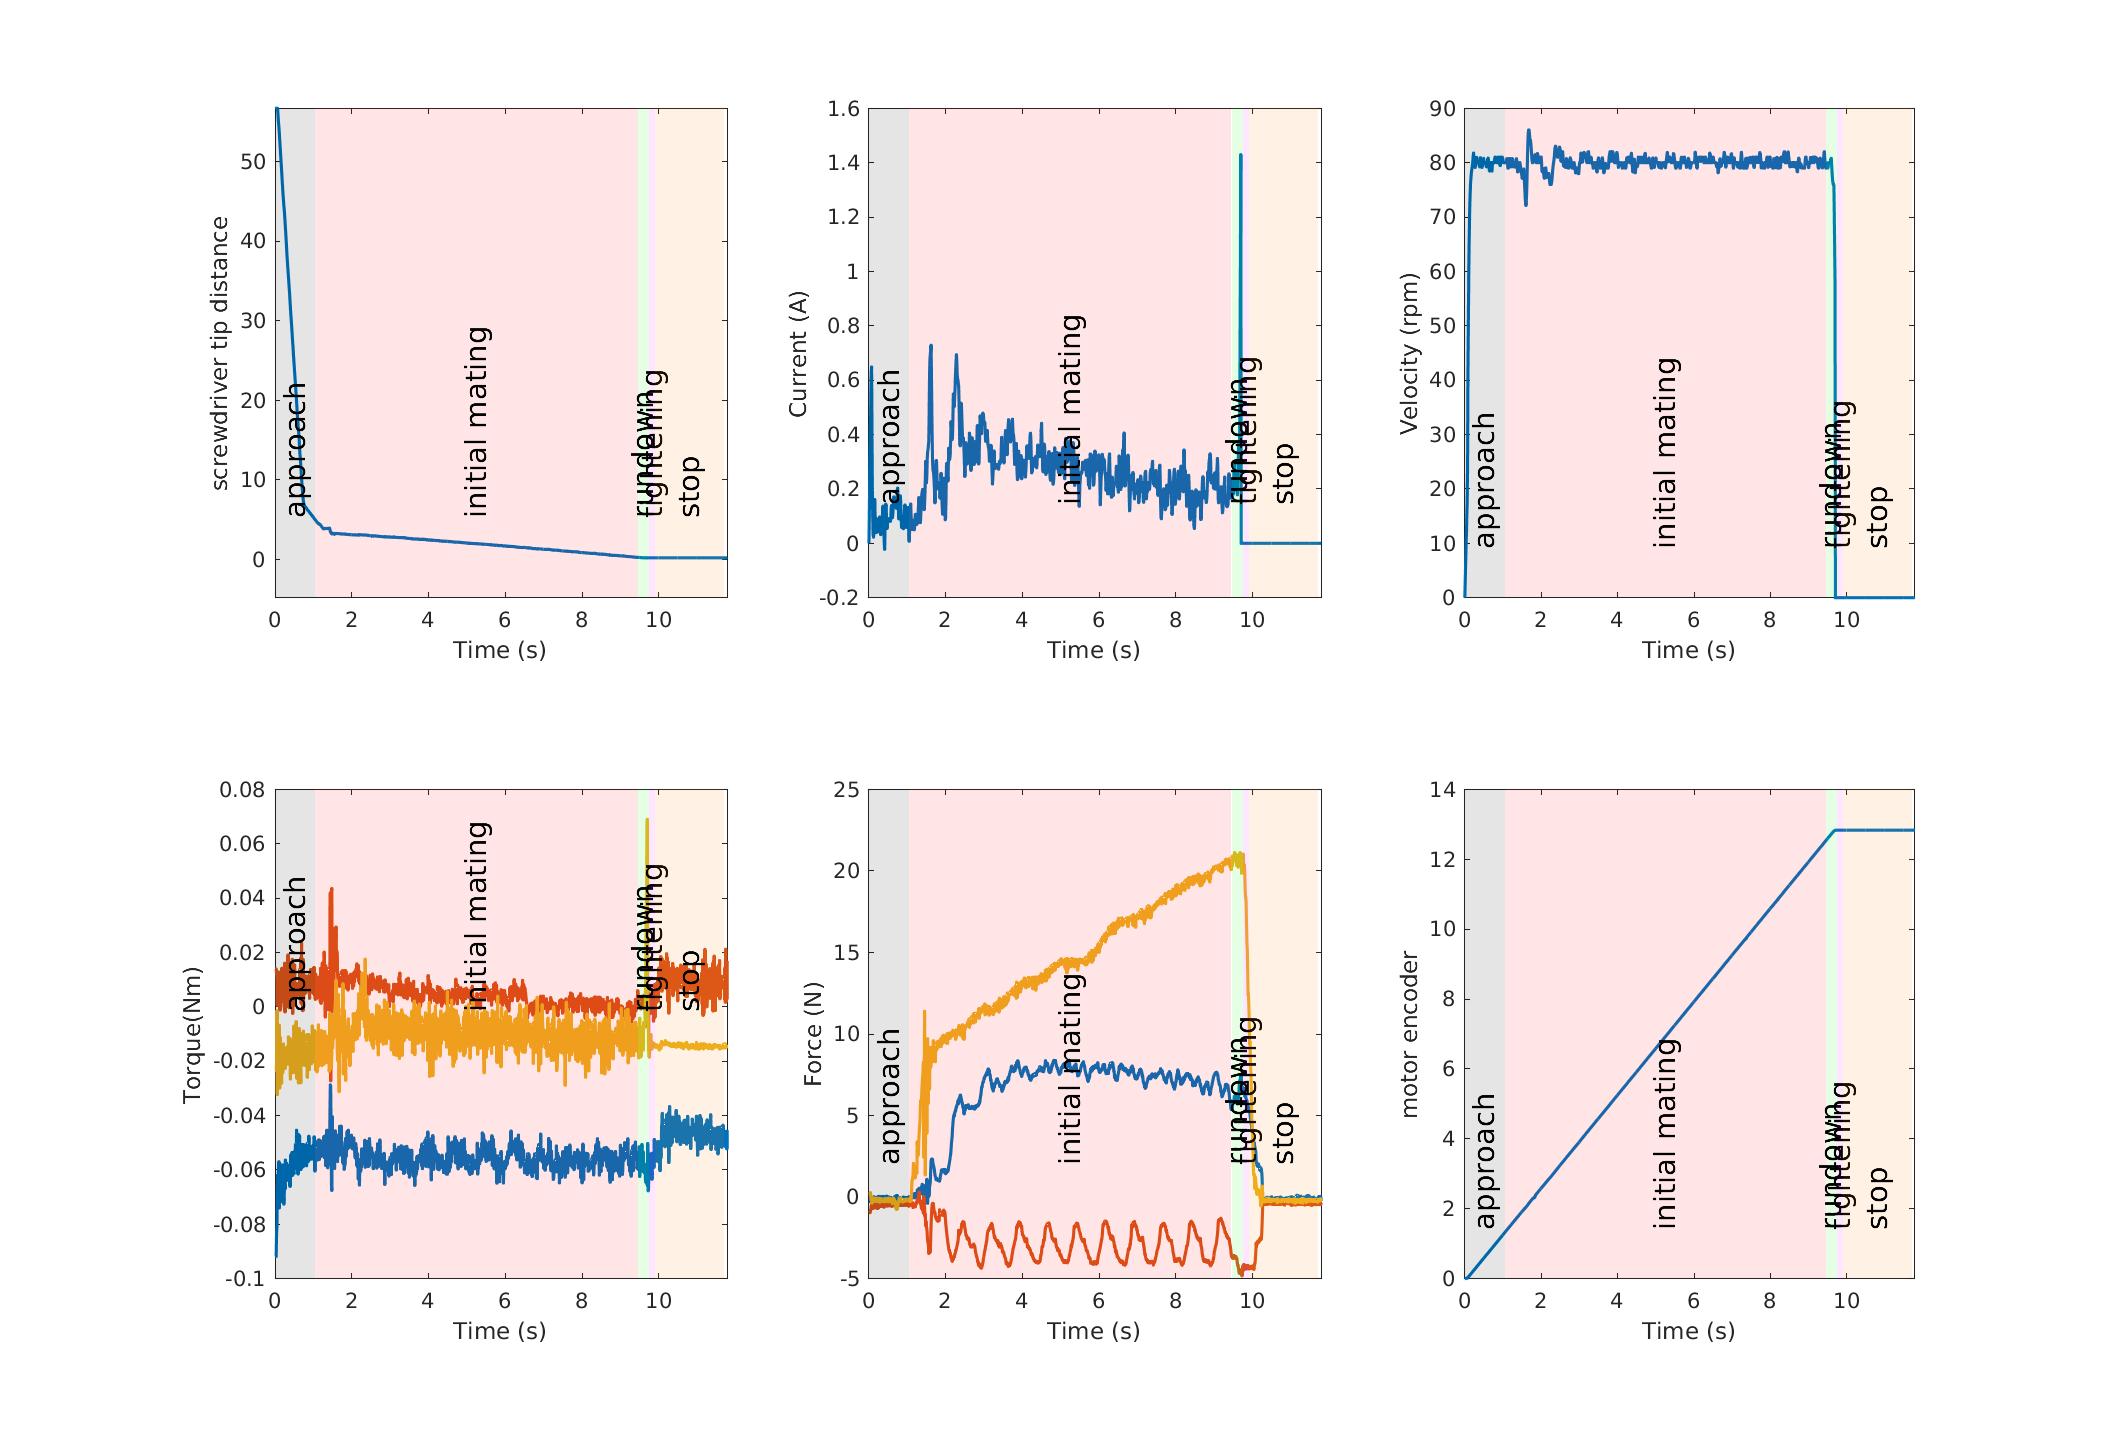 50
40
30
20
10
0
screwdriver tip distance
approach
initial mating
rundown
tightening
stop
0 2 4 6 8 10
Time (s)
1.6
1.4
1.2
1
0.8
0.6
0.4
0.2
0
-0.2
Current (A)
approach
initial mating
rundown
tightening
stop
0 2 4 6 8 10
Time (s)
90
80
70
60
50
40
30
20
10
0
Velocity (rpm)
approach
initial mating
rundown
tightening
stop
0 2 4 6 8 10
Time (s)
0.08
0.06
0.04
0.02
0
-0.02
-0.04
-0.06
-0.08
-0.1
Torque(Nm)
approach
initial mating
rundown
tightening
stop
0 2 4 6 8 10
Time (s)
25
20
15
10
5
0
-5
Force (N)
approach
initial mating
rundown
tightening
stop
0 2 4 6 8 10
Time (s)
14
12
10
8
6
4
2
0
motor encoder
approach
initial mating
rundown
tightening
stop
0 2 4 6 8 10
Time (s)